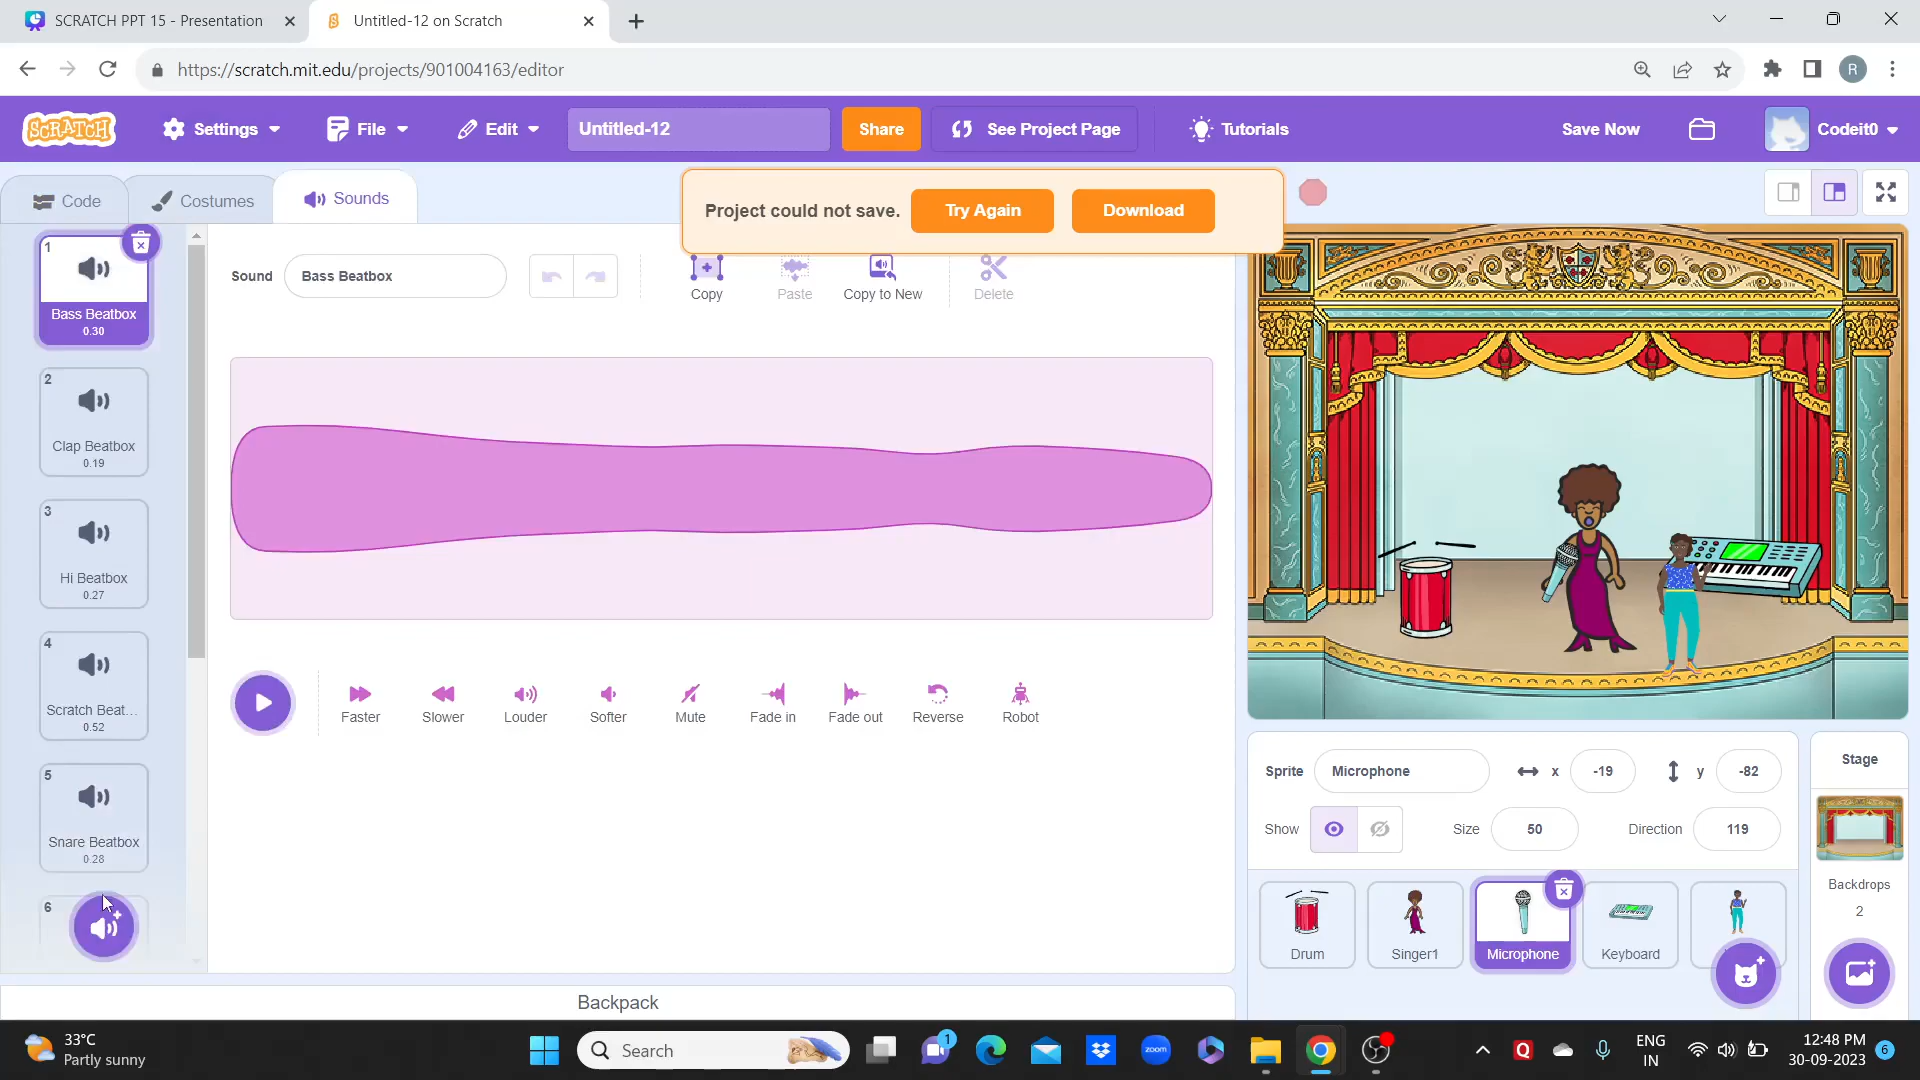 SCRATCH PPT 15 - Presentation
Untitled-12 on Scratch
https://scratch.mit.edu/projects/901004163/editor
R
SCRATCH
Settings
File
Edit
Untitled-12
Share
See Project Page
Tutorials
Save Now
Codeit0
Code
Costumes
Sounds
Project could not save.
Try Again
Download
Sound
Bass Beatbox
Copy
Paste
Copy to New
Delete
1
Bass Beatbox
0.30
2
Clap Beatbox
0.19
3
Hi Beatbox
0.27
4
Scratch Beat...
0.52
5
Snare Beatbox
0.28
6
Faster
Slower
Louder
Softer
Mute
Fade in
Fade out
Reverse
Robot
Sprite
Microphone
x
-19
y
-82
Show
Size
50
Direction
119
Stage
Backdrops
2
Drum
Singer1
Microphone
Keyboard
Backpack
33°C
Partly sunny
Search
1
zoom
Q
ENG
IN
12:48 PM
30-09-2023
6